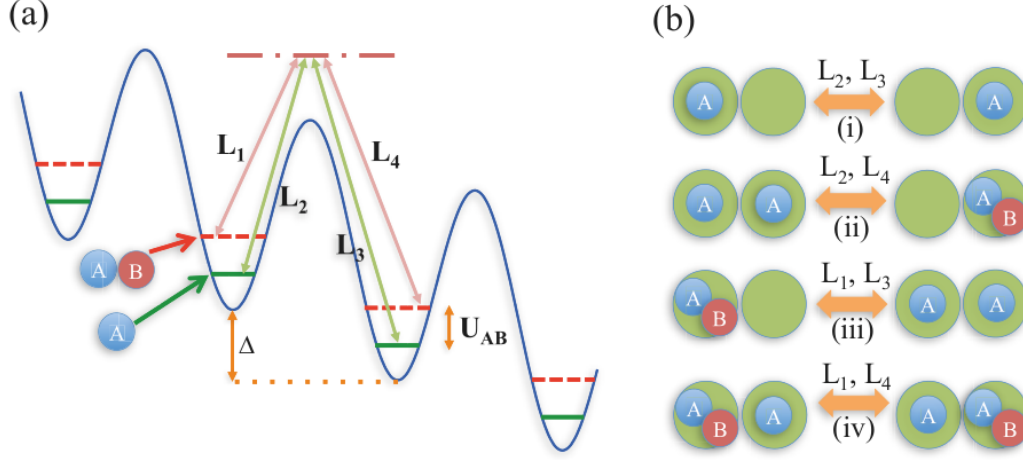 (a)
L1
L2
L3
L4
A B
A
Δ
UAB
(b)
A
L2, L3
(i)
A
A A
L2, L4
(ii)
A B
A B
L1, L3
(iii)
A A
A B A
L1, L4
(iv)
A A B